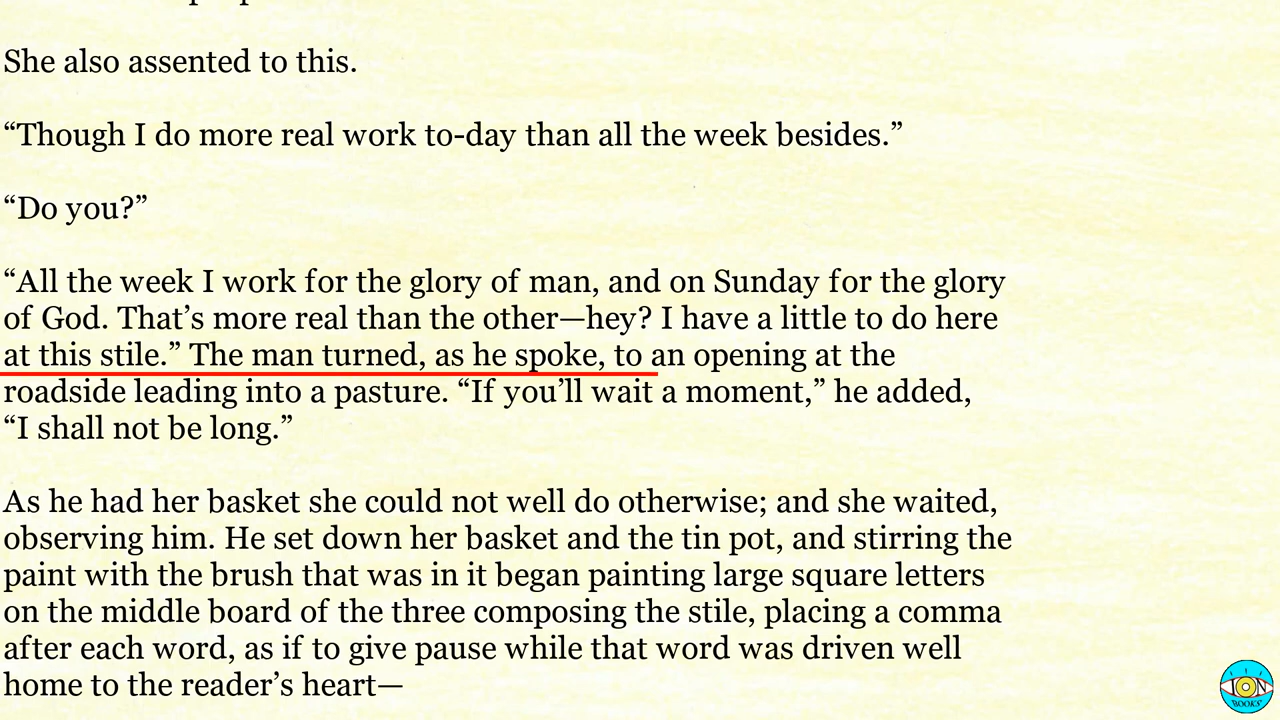 She also assented to this.
“Though I do more real work to-day than all the week besides.”
“Do you?”
“All the week I work for the glory of man, and on Sunday for the glory
of God. That’s more real than the other—hey? I have a little to do here
at this stile.” The man turned, as he spoke, to an opening at the
roadside leading into a pasture. “If you’ll wait a moment,” he added,
“I shall not be long.”
As he had her basket she could not well do otherwise; and she waited,
observing him. He set down her basket and the tin pot, and stirring the
paint with the brush that was in it began painting large square letters
on the middle board of the three composing the stile, placing a comma
after each word, as if to give pause while that word was driven well
home to the reader’s heart—
ION
BOOKS